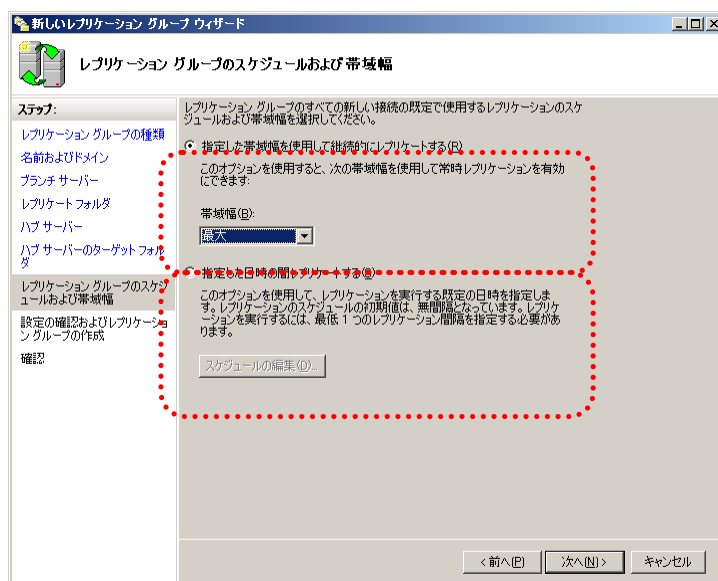 新しいレプリケーション グループ ウィザード
レプリケーション グループのスケジュールおよび帯域幅
ステップ:
レプリケーション グループの種類
名前およびドメイン
ブランチ サーバー
レプリケート フォルダ
ハブ サーバー
ハブ サーバーのターゲット フォル
ダ
レプリケーション グループのスケジ
ュールおよび帯域幅
設定の確認およびレプリケーショ
ン グループの作成
確認
レプリケーション グループのすべての新しい接続の既定で使用するレプリケーションのスケ
ジュールおよび帯域幅を選択してください。
指定した帯域幅を使用して継続的にレプリケートする(R)
このオプションを使用すると、次の帯域幅を使用して常時レプリケーションを有効
にできます:
帯域幅(B):
最大
指定した日時の間レプリケートする(E)
このオプションを使用して、レプリケーションを実行する既定の日時を指定しま
す。レプリケーションのスケジュールの初期値は、無間隔となっています。レプリケ
ーションを実行するには、最低 1 つのレプリケーション間隔を指定する必要があ
ります。
スケジュールの編集(D)...
< 前へ(P)
次へ(N) >
キャンセル